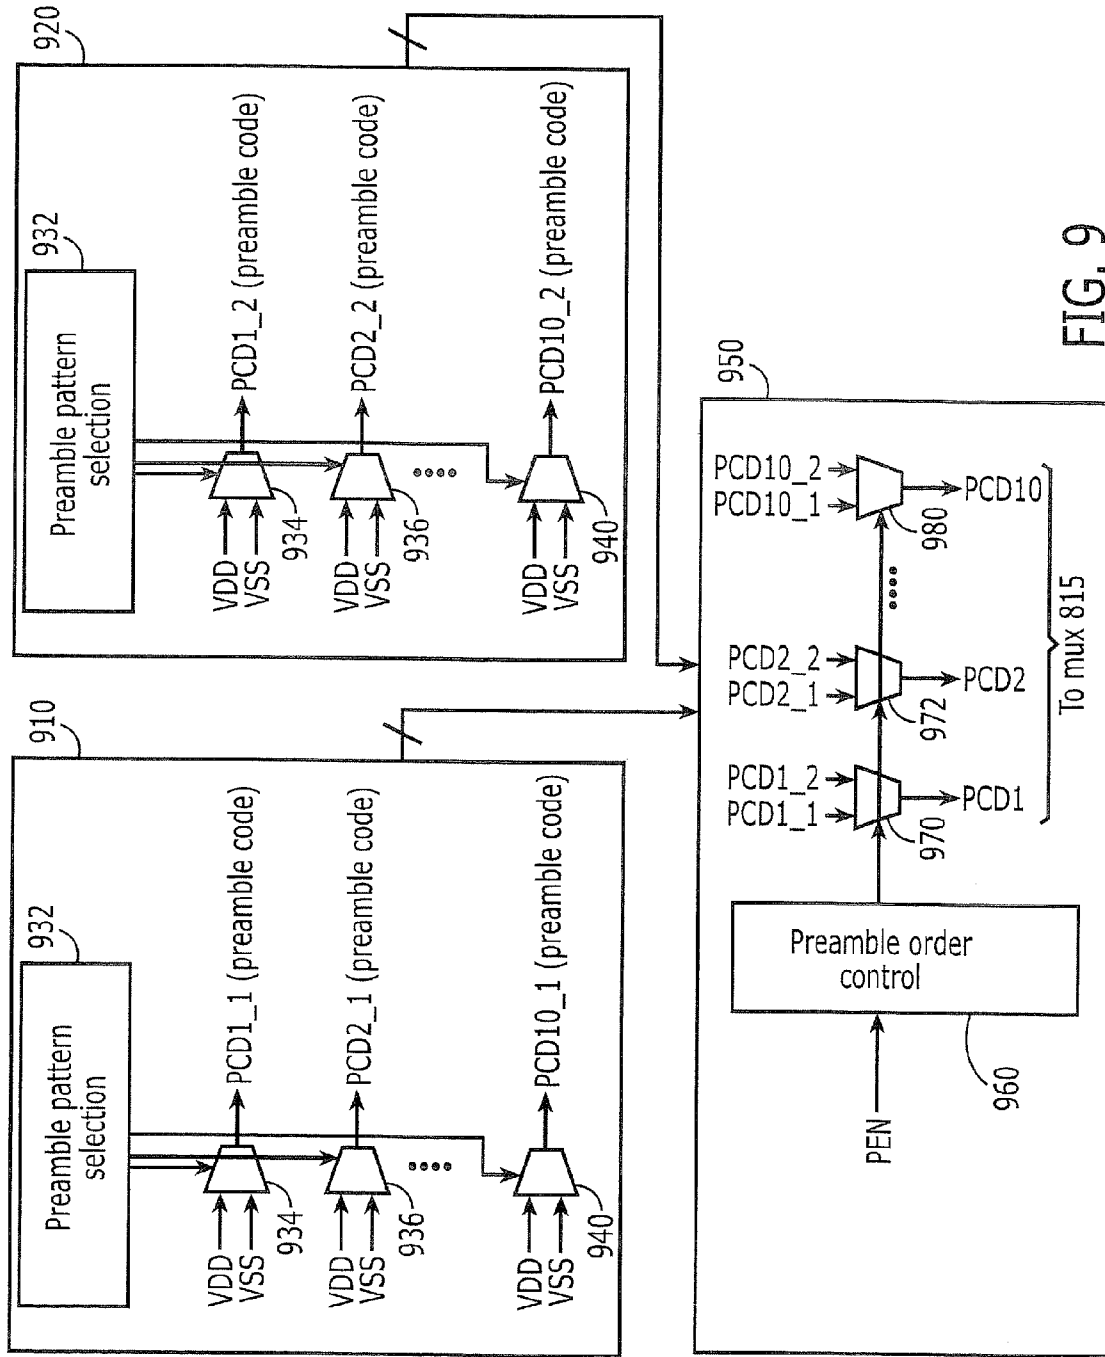 910
932
Preamble pattern
selection
VDD
VSS
934
PCD1_1 (preamble code)
VDD
VSS
936
PCD2_1 (preamble code)
VDD
VSS
940
PCD10_1 (preamble code)
920
932
Preamble pattern
selection
VDD
VSS
934
PCD1_2 (preamble code)
VDD
VSS
936
PCD2_2 (preamble code)
VDD
VSS
940
PCD10_2 (preamble code)
950
PEN
Preamble order
control
960
PCD1_1
PCD1_2
970
PCD1
PCD2_1
PCD2_2
972
PCD2
PCD10_1
PCD10_2
980
PCD10
To mux 815
FIG. 9